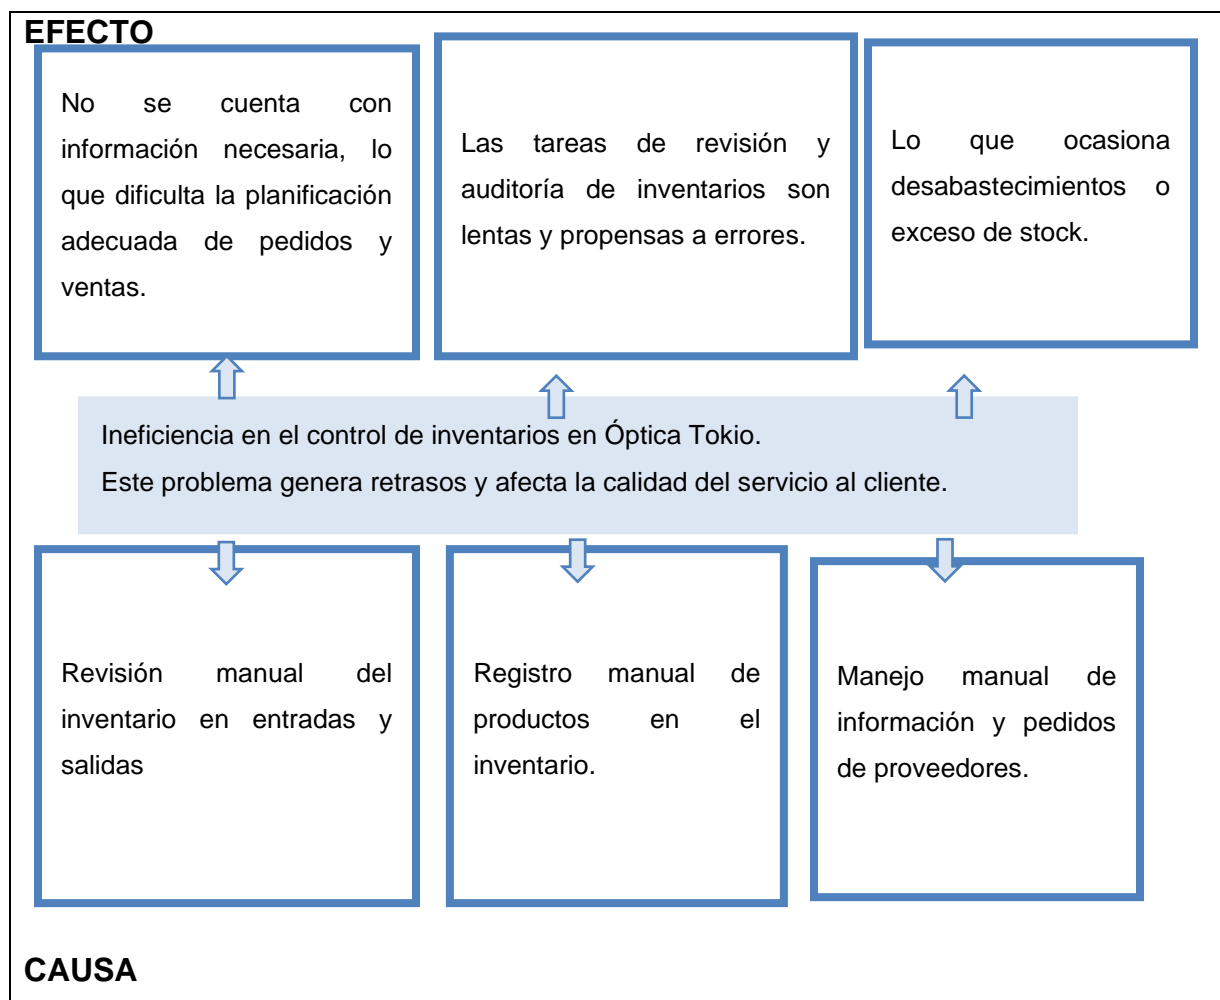 EFECTO
No se cuenta con
información necesaria, lo
que dificulta la planificación
adecuada de pedidos y
ventas.
Las tareas de revisión y
auditoría de inventarios son
lentas y propensas a errores.
Lo que ocasiona
desabastecimientos o
exceso de stock.
Ineficiencia en el control de inventarios en Óptica Tokio.
Este problema genera retrasos y afecta la calidad del servicio al cliente.
Revisión manual del
inventario en entradas y
salidas
Registro manual de
productos en el
inventario.
Manejo manual de
información y pedidos
de proveedores.
CAUSA